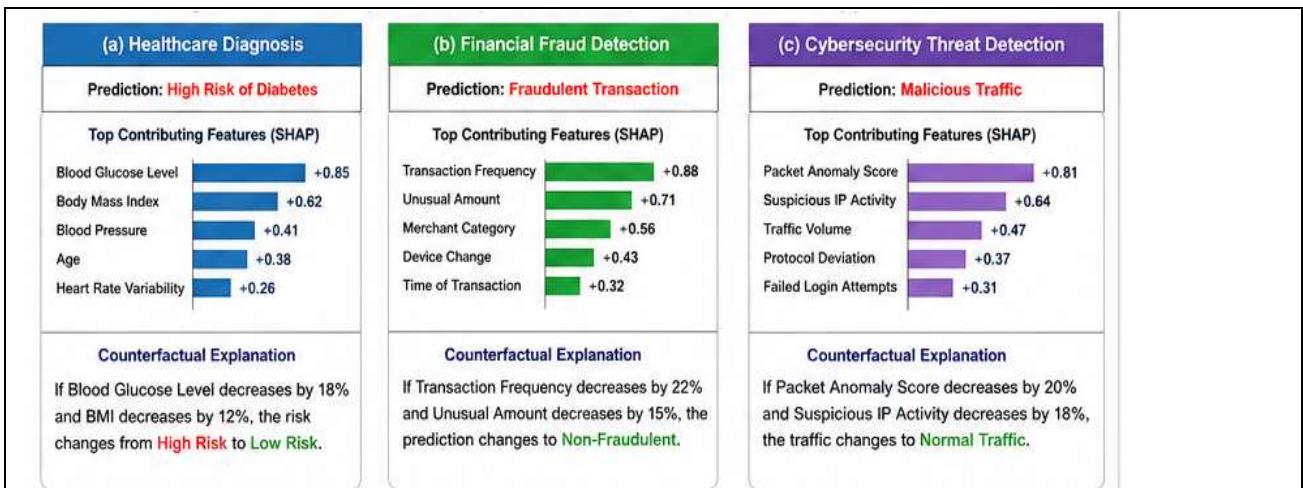 (a) Healthcare Diagnosis
Prediction: High Risk of Diabetes
Top Contributing Features (SHAP)
Blood Glucose Level +0.85
Body Mass Index +0.62
Blood Pressure +0.41
Age +0.38
Heart Rate Variability +0.26
Counterfactual Explanation
If Blood Glucose Level decreases by 18%
and BMI decreases by 12%, the risk
changes from High Risk to Low Risk.
(b) Financial Fraud Detection
Prediction: Fraudulent Transaction
Top Contributing Features (SHAP)
Transaction Frequency +0.88
Unusual Amount +0.71
Merchant Category +0.56
Device Change +0.43
Time of Transaction +0.32
Counterfactual Explanation
If Transaction Frequency decreases by 22%
and Unusual Amount decreases by 15%, the
prediction changes to Non-Fraudulent.
(c) Cybersecurity Threat Detection
Prediction: Malicious Traffic
Top Contributing Features (SHAP)
Packet Anomaly Score +0.81
Suspicious IP Activity +0.64
Traffic Volume +0.47
Protocol Deviation +0.37
Failed Login Attempts +0.31
Counterfactual Explanation
If Packet Anomaly Score decreases by 20%
and Suspicious IP Activity decreases by 18%,
the traffic changes to Normal Traffic.